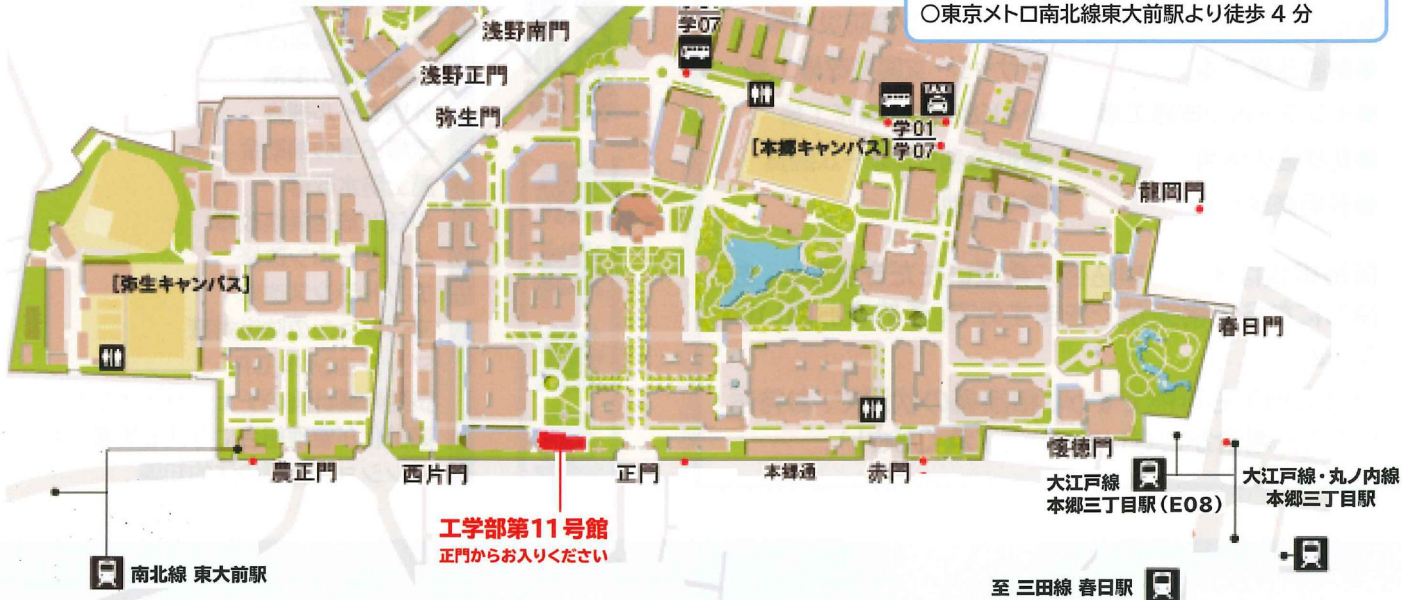 ○東京メトロ南北線東大前駅より徒歩 4 分
浅野南門
学07
浅野正門
弥生門
TAXI
学01
学07
[本郷キャンパス]
龍岡門
[弥生キャンパス]
春日門
農正門
西片門
正門
本郷通
赤門
懐徳門
大江戸線
本郷三丁目駅(E08)
大江戸線・丸ノ内線
本郷三丁目駅
工学部第11号館
正門からお入りください
南北線 東大前駅
至 三田線 春日駅